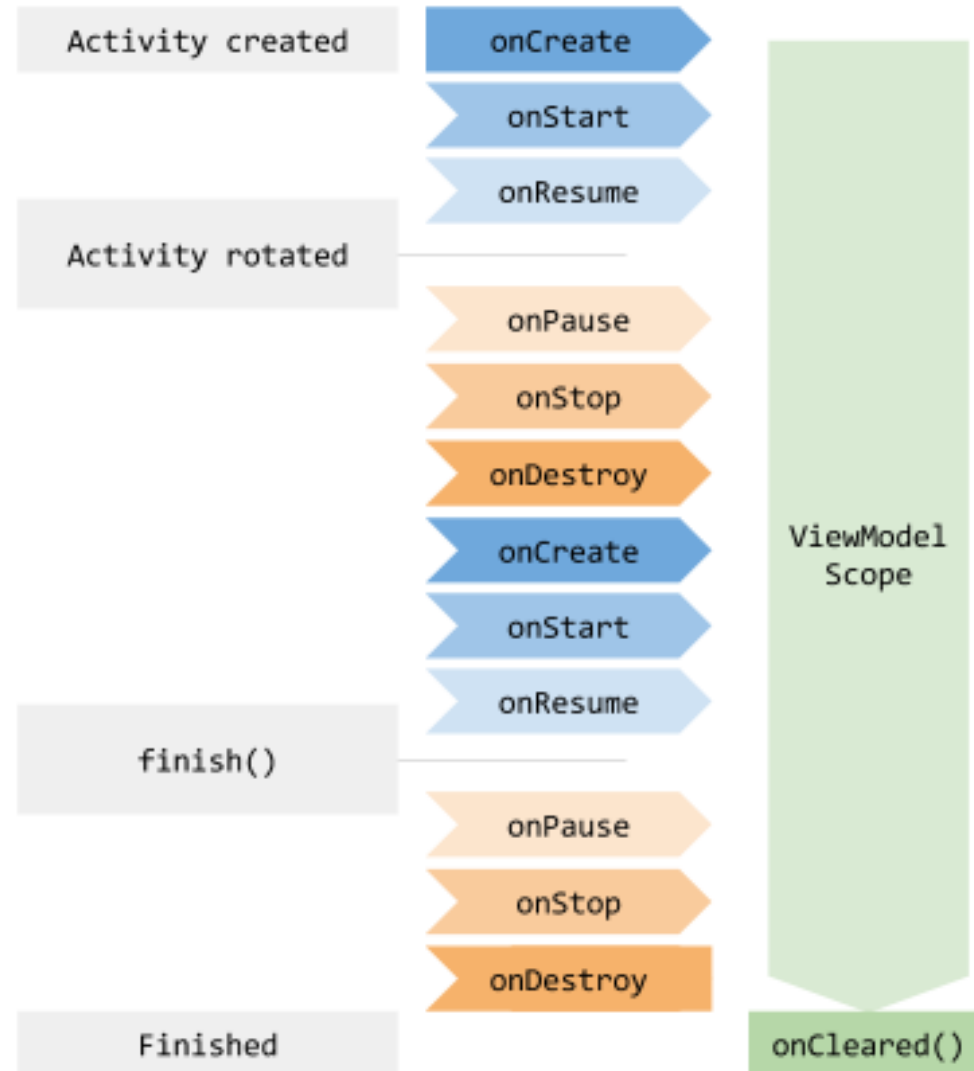 Activity created
onCreate
onStart
onResume
Activity rotated
onPause
onStop
onDestroy
onCreate
ViewModel
Scope
onStart
onResume
finish()
onPause
onStop
onDestroy
Finished
onCleared()